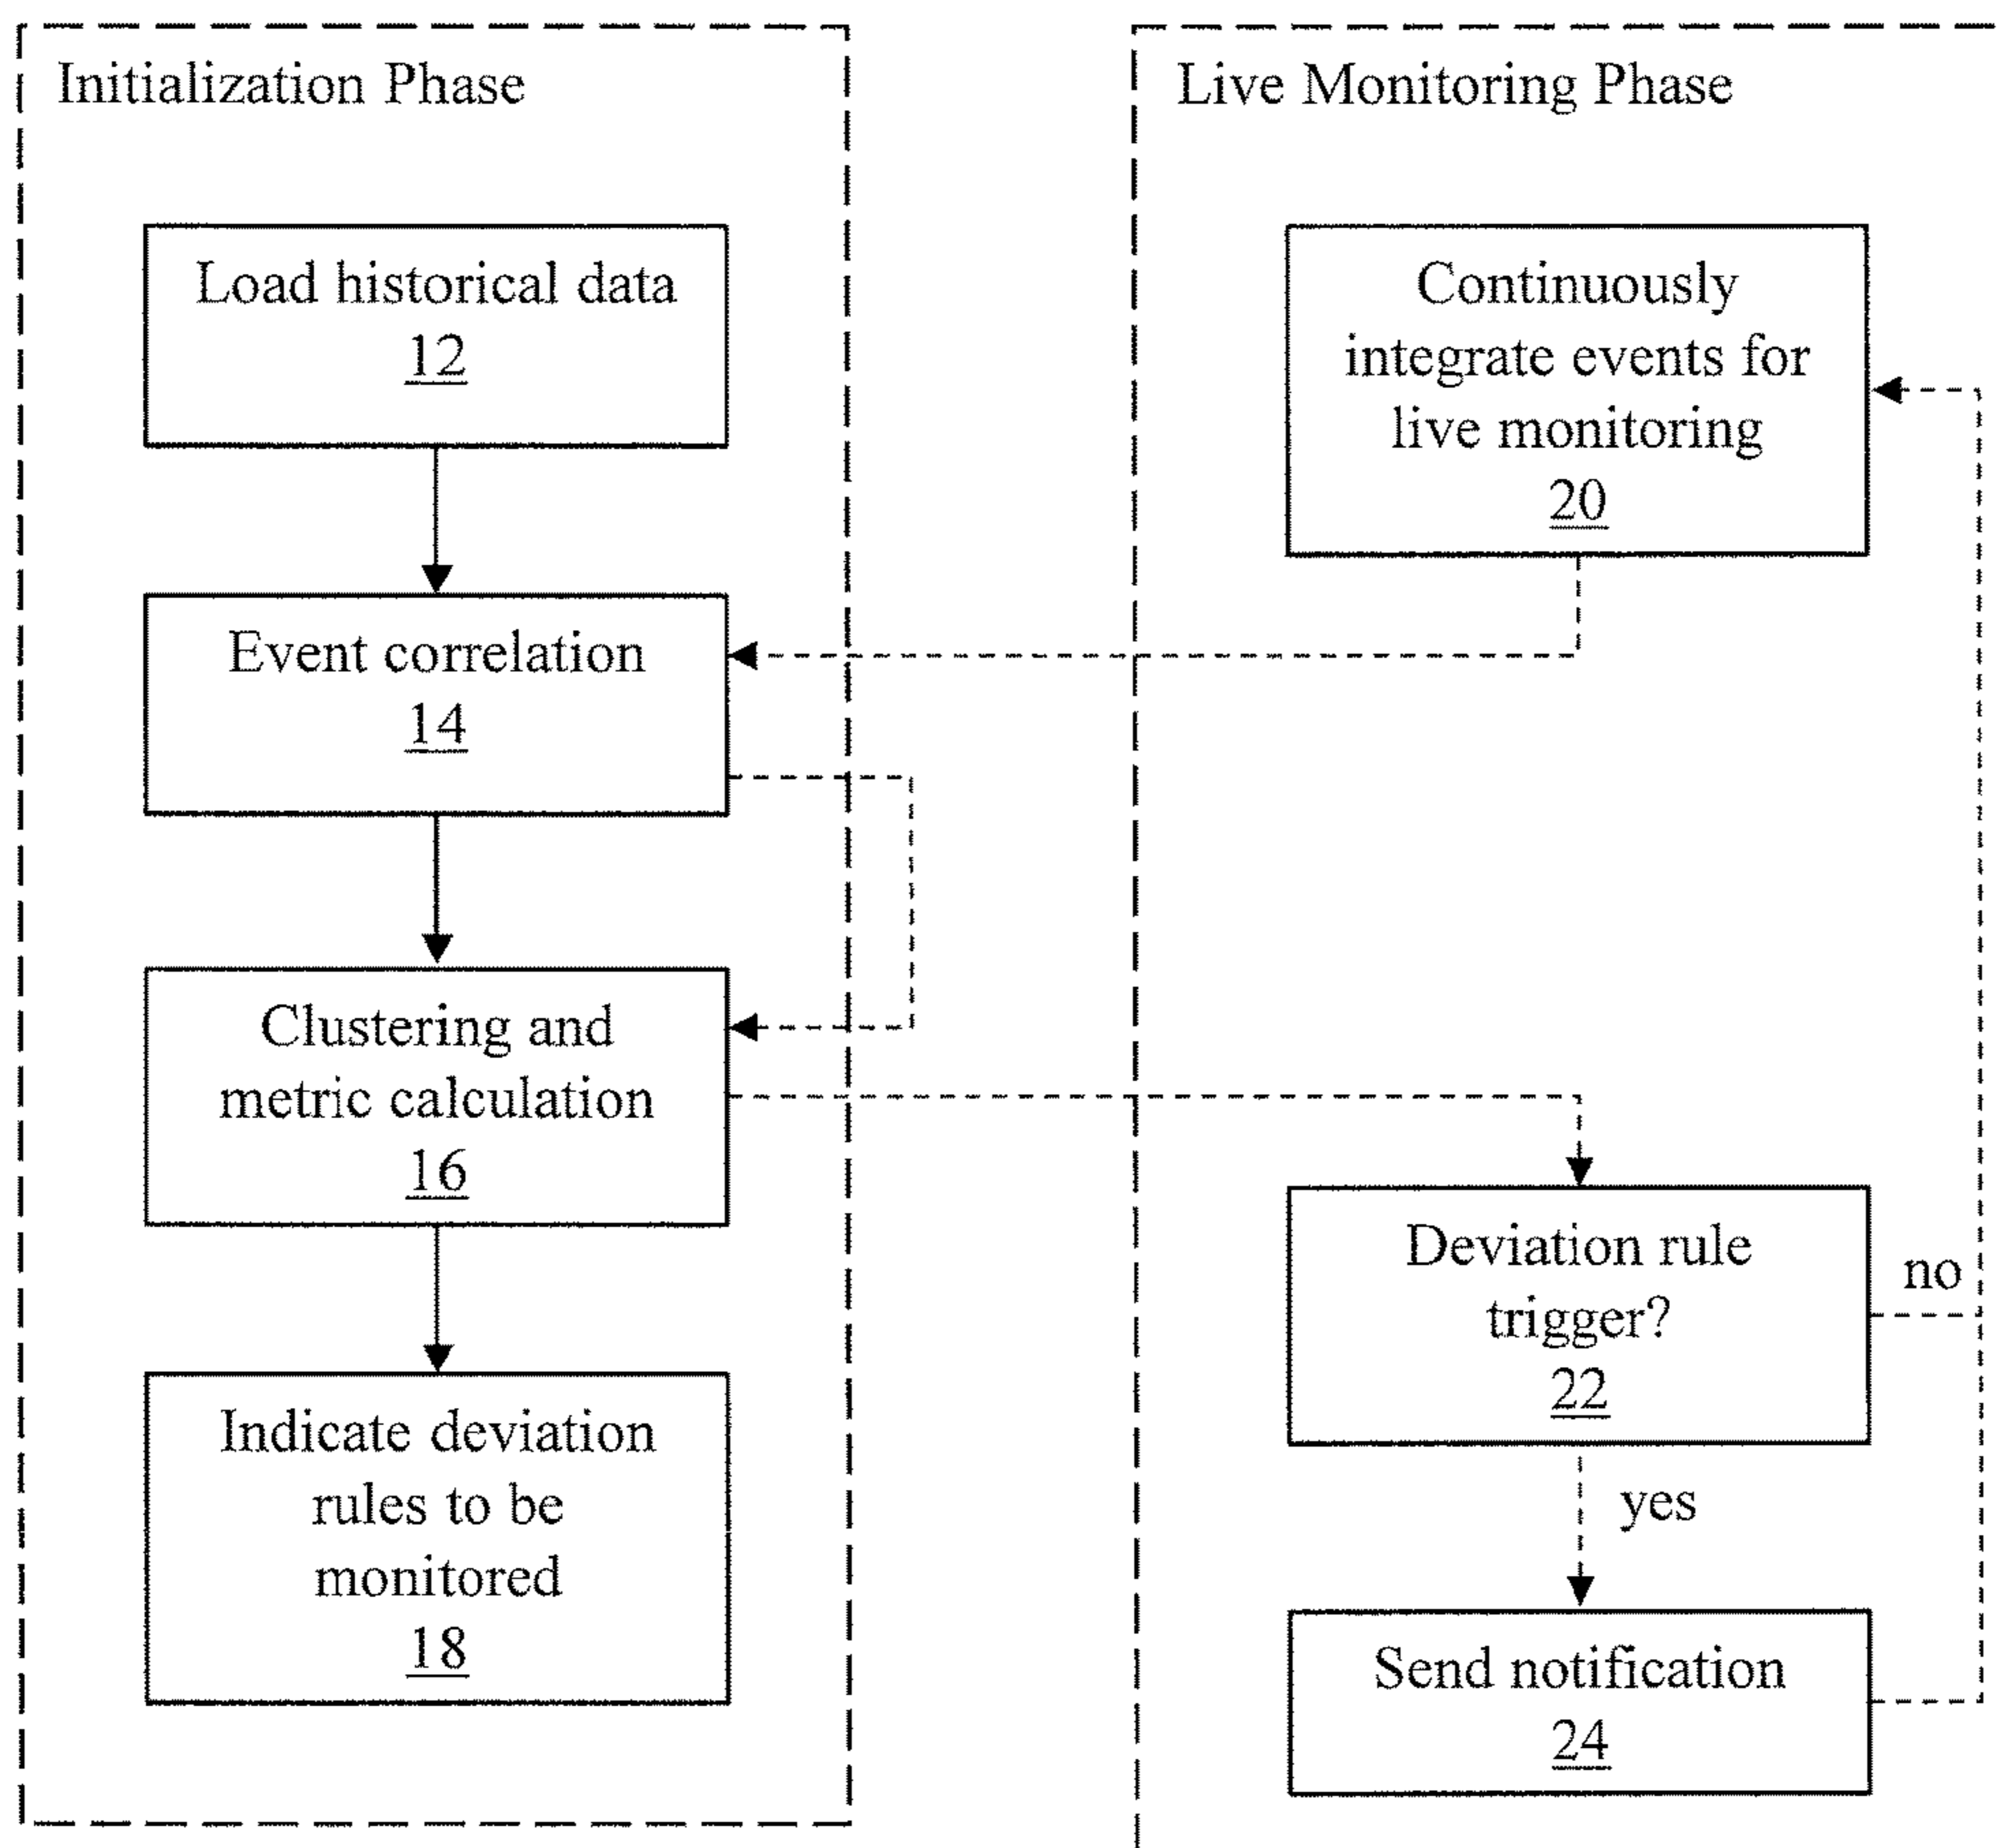 Initialization Phase
Load historical data
12
Event correlation
14
Clustering and
metric calculation
16
Indicate deviation
rules to be
monitored
18
Live Monitoring Phase
Continuously
integrate events for
live monitoring
20
Deviation rule
trigger?
22
no
yes
Send notification
24